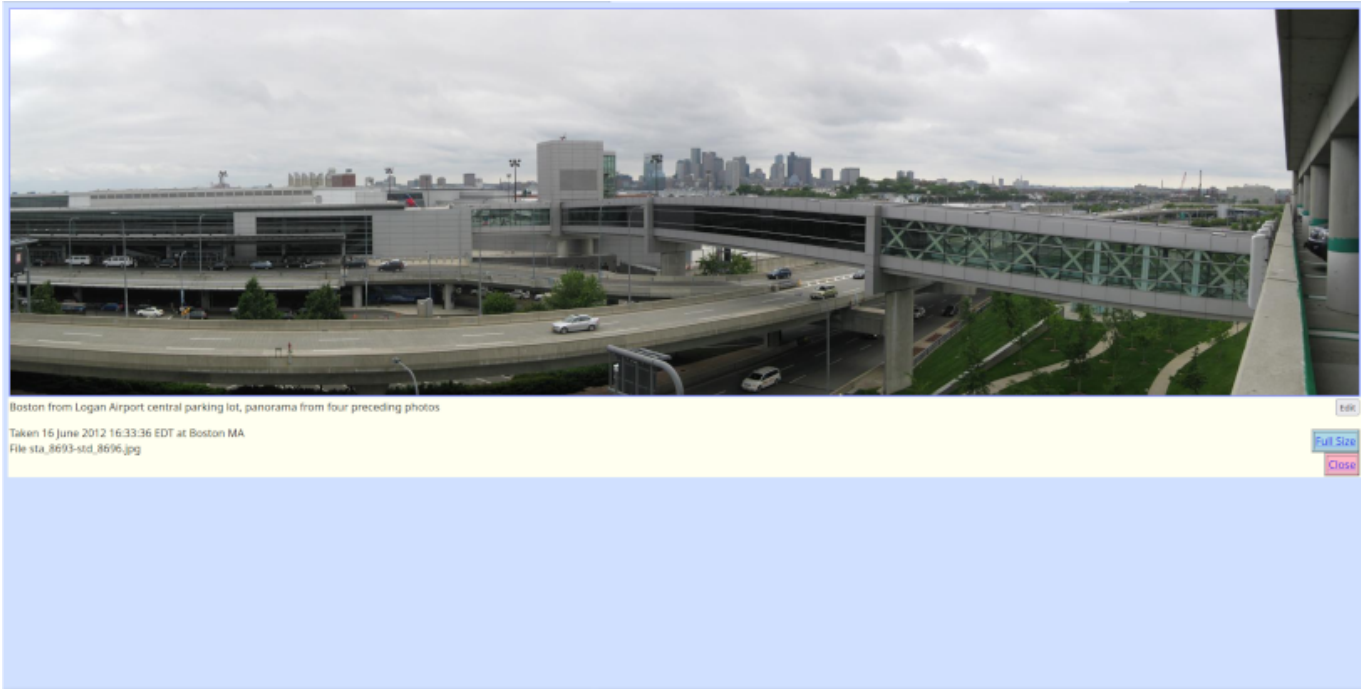 Boston from Logan Airport central parking lot, panorama from four preceding photos
Edit
Taken 16 June 2012 16:33:36 EDT at Boston MA
File sta_8693-std_8696.jpg
Full Size
Close